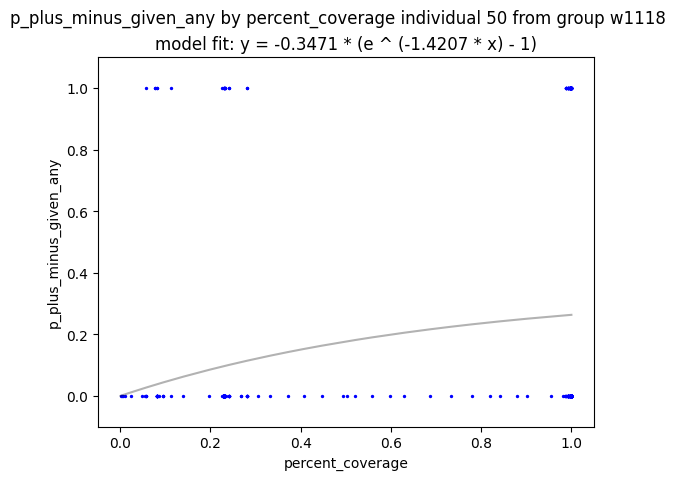 p_plus_minus_given_any by percent_coverage individual 50 from group w1118
model fit: y = -0.3471 * (e ^ (-1.4207 * x) - 1)
1.0
0.8
0.6
0.4
0.2
0.0
p_plus_minus_given_any
0.0 0.2 0.4 0.6 0.8 1.0
percent_coverage